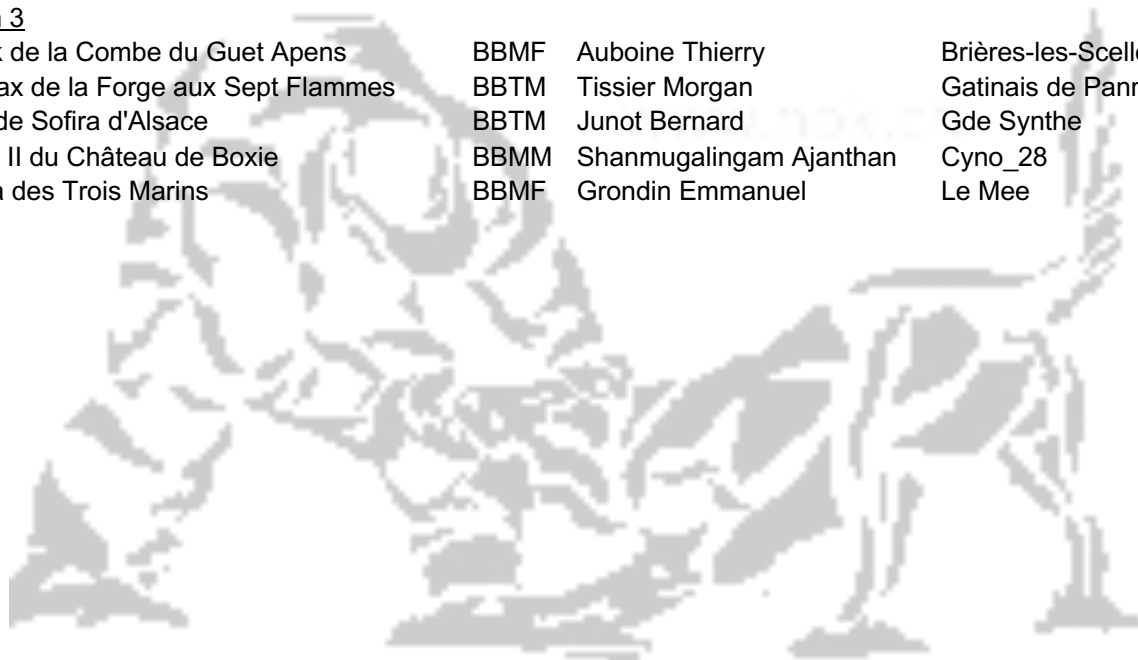 3
de la Combe du Guet Apens BBMF Auboine Thierry
de la Forge aux Sept Flammes BBTM Tissier Morgan Gatinais de
de Sofira d'Alsace BBTM Junot Bernard Gde Synthe
II du Château de Boxie BBMM Shanmugalingam Ajanthan Cyno_28
des Trois Marins BBMF Grondin Emmanuel Le Mee